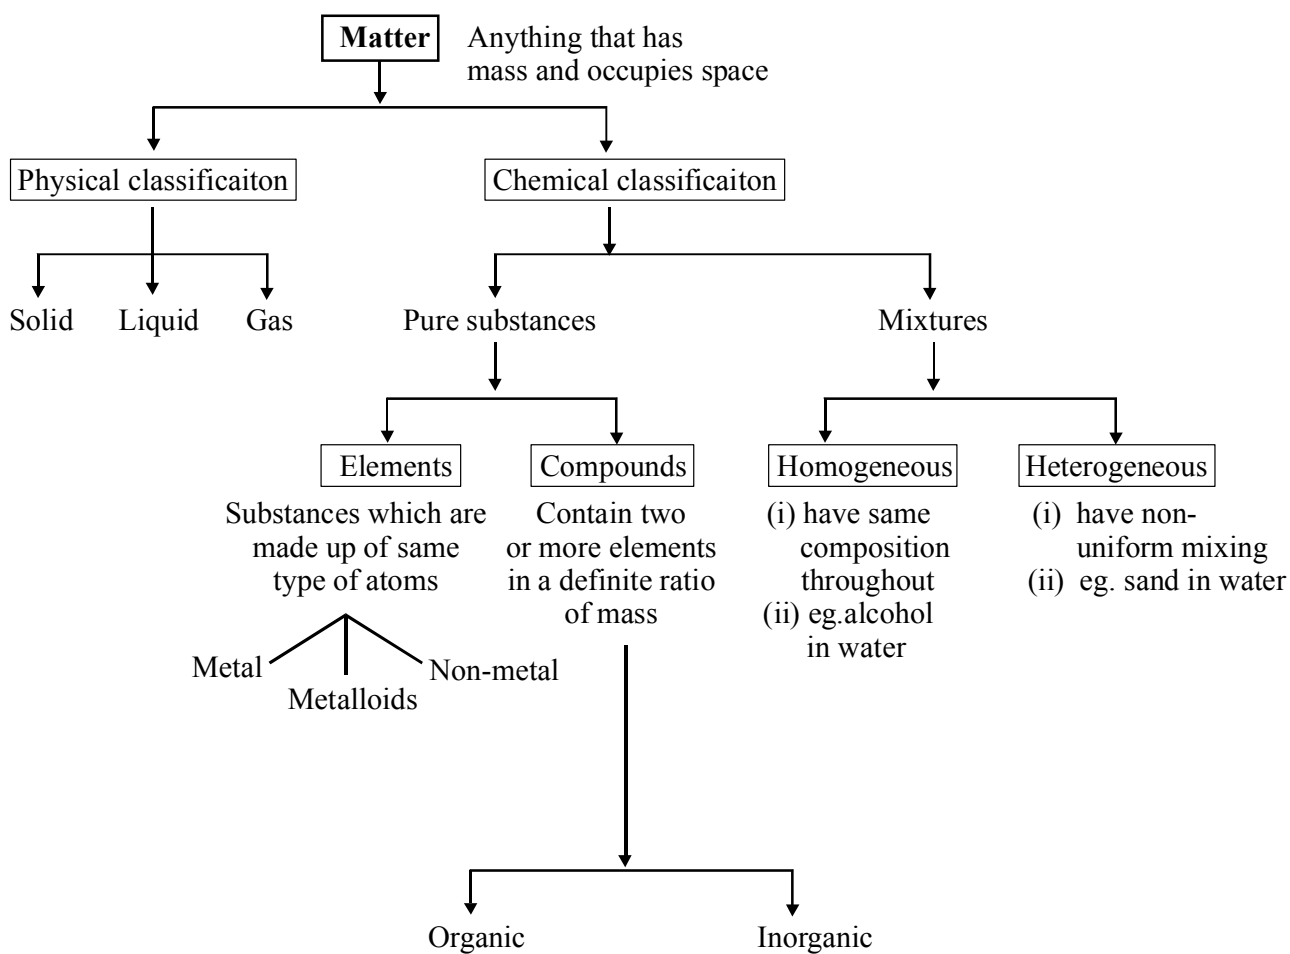 Matter
Anything that has
mass and occupies space
Physical classificaiton
Chemical classificaiton
Solid
Liquid
Gas
Pure substances
Mixtures
Elements
Compounds
Homogeneous
Heterogeneous
Substances which are
made up of same
type of atoms
Contain two
or more elements
in a definite ratio
of mass
(i) have same
composition
throughout
(ii) eg.alcohol
in water
(i) have non-
uniform mixing
(ii) eg. sand in water
Metal
Metalloids
Non-metal
Organic
Inorganic